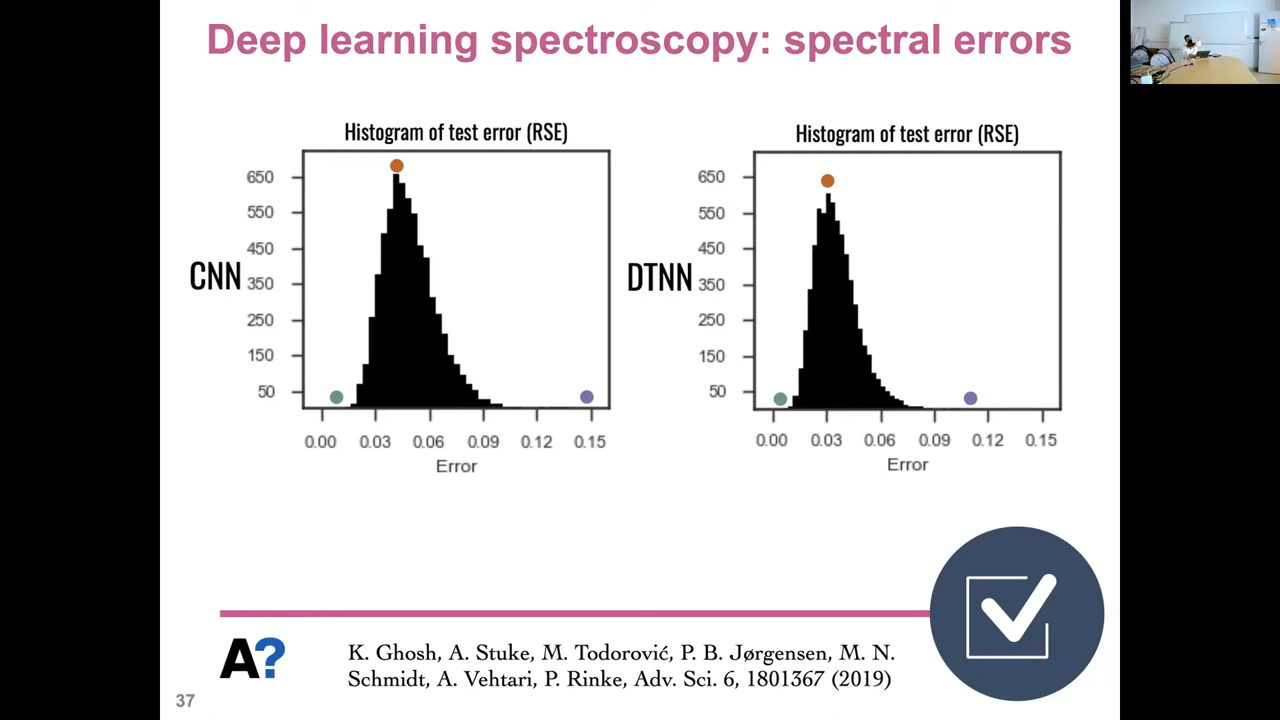 Deep learning spectroscopy: spectral errors
Histogram of test error (RSE)
CNN
650
550
450
350
250
150
50
0.00 0.03 0.06 0.09 0.12 0.15
Error
Histogram of test error (RSE)
DTNN
650
550
450
350
250
150
50
0.00 0.03 0.06 0.09 0.12 0.15
Error
A?
K. Ghosh, A. Stuke, M. Todorović, P. B. Jørgensen, M. N.
Schmidt, A. Vehtari, P. Rinke, Adv. Sci. 6, 1801367 (2019)
37